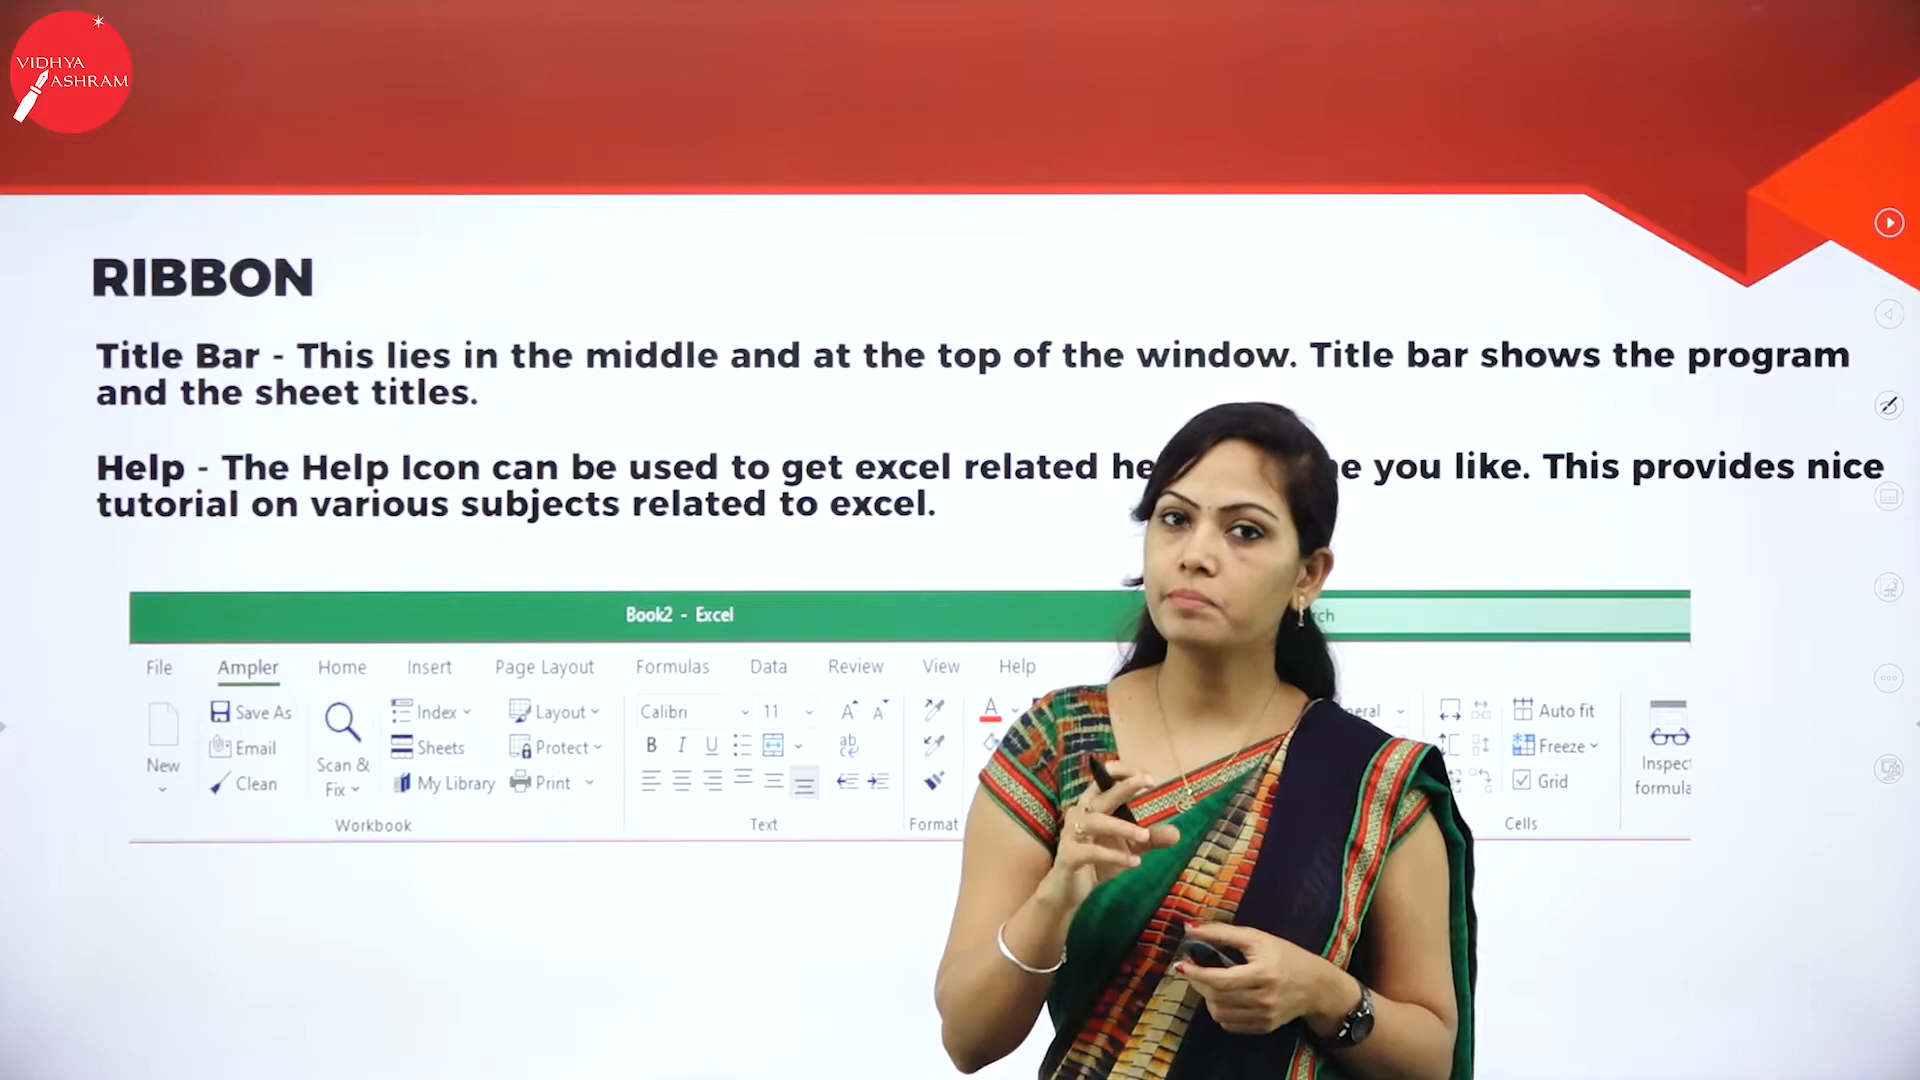 VIDHYA
ASHRAM
RIBBON
Title Bar - This lies in the middle and at the top of the window. Title bar shows the program
and the sheet titles.
Help - The Help Icon can be used to get excel related he e you like. This provides nice
tutorial on various subjects related to excel.
Book2 - Excel
rch
File Ampler Home Insert Page Layout Formulas Data Review View Help
New
Save As
Email
Clean
Scan &
Fix
Index
Sheets
My Library
Layout
Protect
Print
Workbook
Calibri 11
B I U
ab
c
Text
Format
A
neral
Auto fit
Freeze
Grid
Cells
Inspect
formula